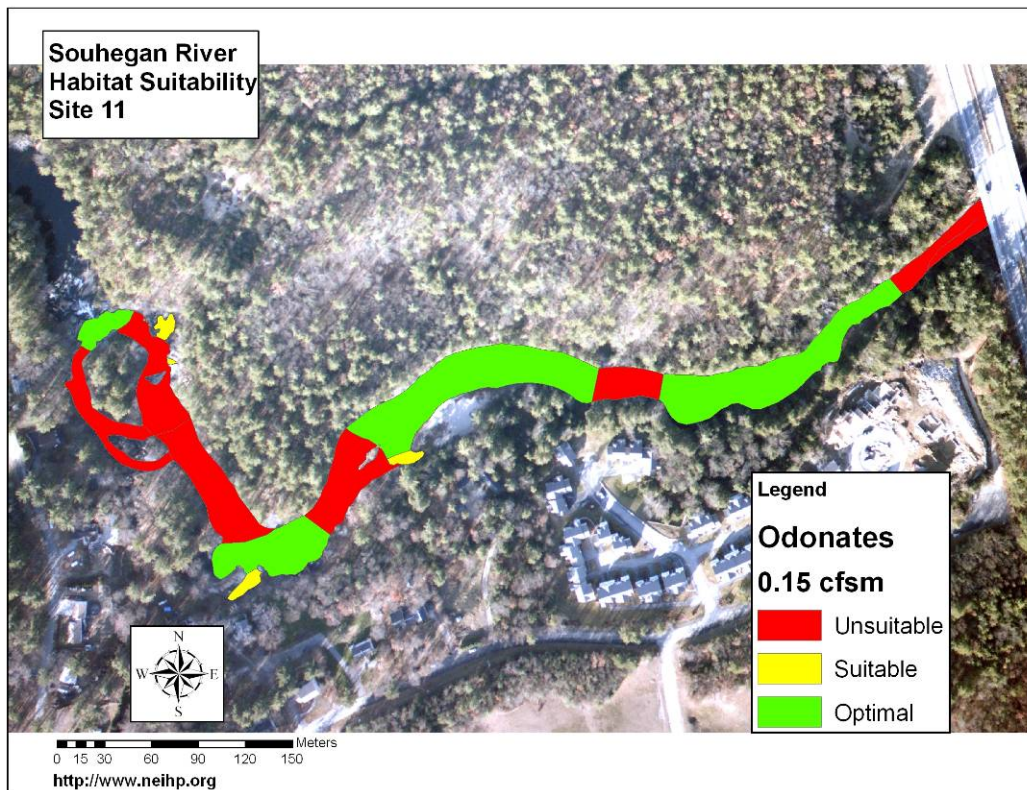 Souhegan River
Habitat Suitability
Site 11
Legend
Odonates
0.15 cfsm
Unsuitable
Suitable
Optimal
N
W E
S
0 15 30 60 90 120 150 Meters
http://www.neihp.org